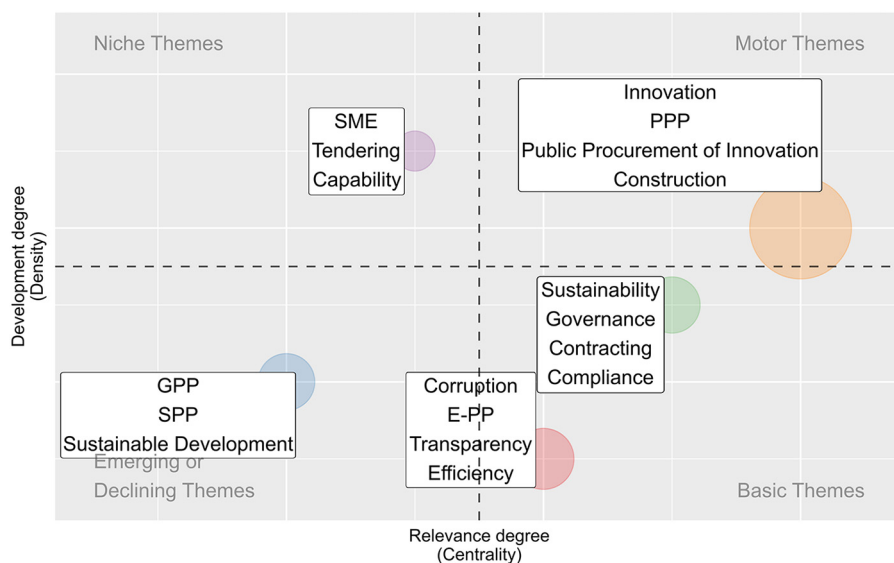 Niche Themes
Motor Themes
SME
Tendering
Capability
Innovation
PPP
Public Procurement of Innovation
Construction
Development degree
(Density)
Sustainability
Governance
Contracting
Compliance
GPP
SPP
Sustainable Development
Corruption
E-PP
Transparency
Efficiency
Emerging or
Declining Themes
Basic Themes
Relevance degree
(Centrality)